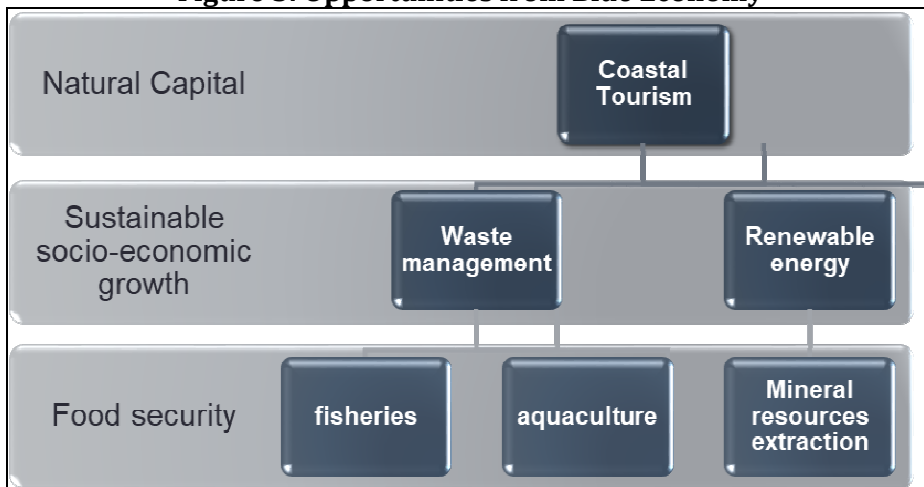 Natural Capital
Coastal
Tourism
Sustainable
socio-economic
growth
Waste
management
Renewable
energy
Food security
fisheries
aquaculture
Mineral
resources
extraction